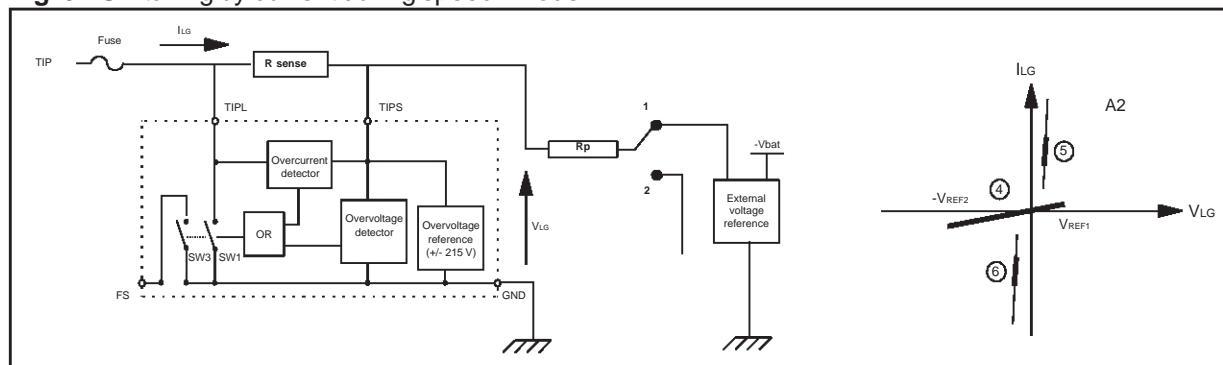 Fuse
ILG
TIP
R sense
TIPL
TIPS
1
Rp
-Vbat
2
Overcurrent
detector
OR
Overvoltage
detector
Overvoltage
reference
(+/- 215 V)
VLG
External
voltage
reference
SW3
SW1
FS
GND
ILG
A2
5
4
-VREF2
VLG
VREF1
6